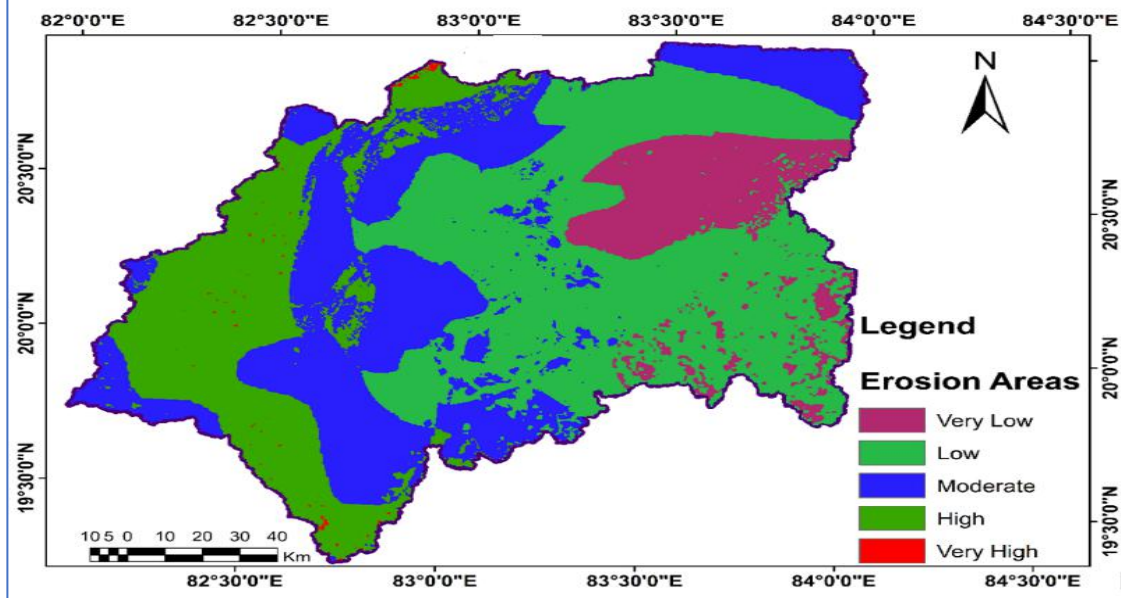 82°0'0"E 82°30'0"E 83°0'0"E 83°30'0"E 84°0'0"E 84°30'0"E
N
20°30'0"N
20°30'0"N
20°0'0"N
Legend
20°0'0"N
Erosion Areas
Very Low
Low
Moderate
19°30'0"N
High
19°30'0"N
Very High
10 5 0 10 20 30 40
Km
82°30'0"E 83°0'0"E 83°30'0"E 84°0'0"E 84°30'0"E